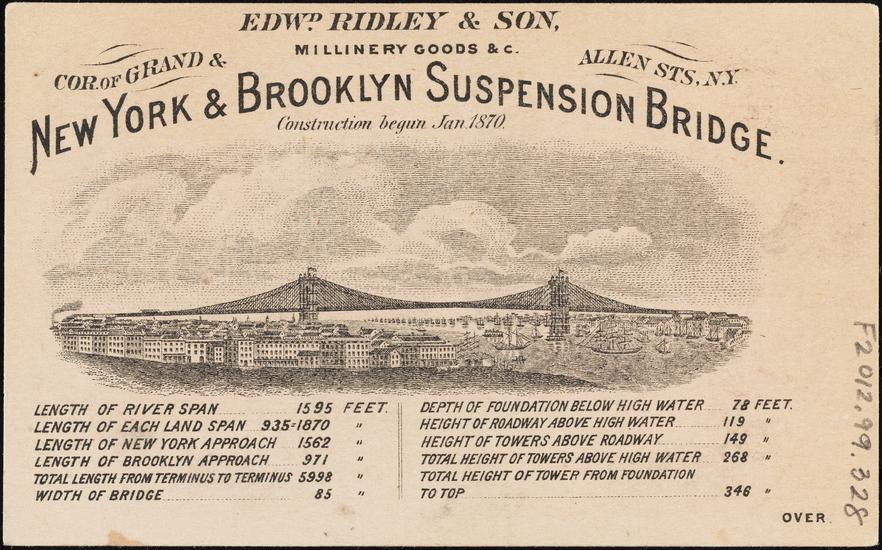 EDWD. RIDLEY & SON,
MILLINERY GOODS & C.
COR. OF GRAND & ALLEN STS, N.Y.
NEW YORK & BROOKLYN SUSPENSION BRIDGE.
Construction begun Jan. 1870.
LENGTH OF RIVER SPAN 1595 FEET.
LENGTH OF EACH LAND SPAN 935=1870 "
LENGTH OF NEW YORK APPROACH 1562 "
LENGTH OF BROOKLYN APPROACH 971 "
TOTAL LENGTH FROM TERMINUS TO TERMINUS 5998 "
WIDTH OF BRIDGE 85 "
DEPTH OF FOUNDATION BELOW HIGH WATER 78 FEET.
HEIGHT OF ROADWAY ABOVE HIGH WATER 119 "
HEIGHT OF TOWERS ABOVE ROADWAY 149 "
TOTAL HEIGHT OF TOWERS ABOVE HIGH WATER 268 "
TOTAL HEIGHT OF TOWER FROM FOUNDATION
TO TOP 346 "
OVER.
F2012.99.328